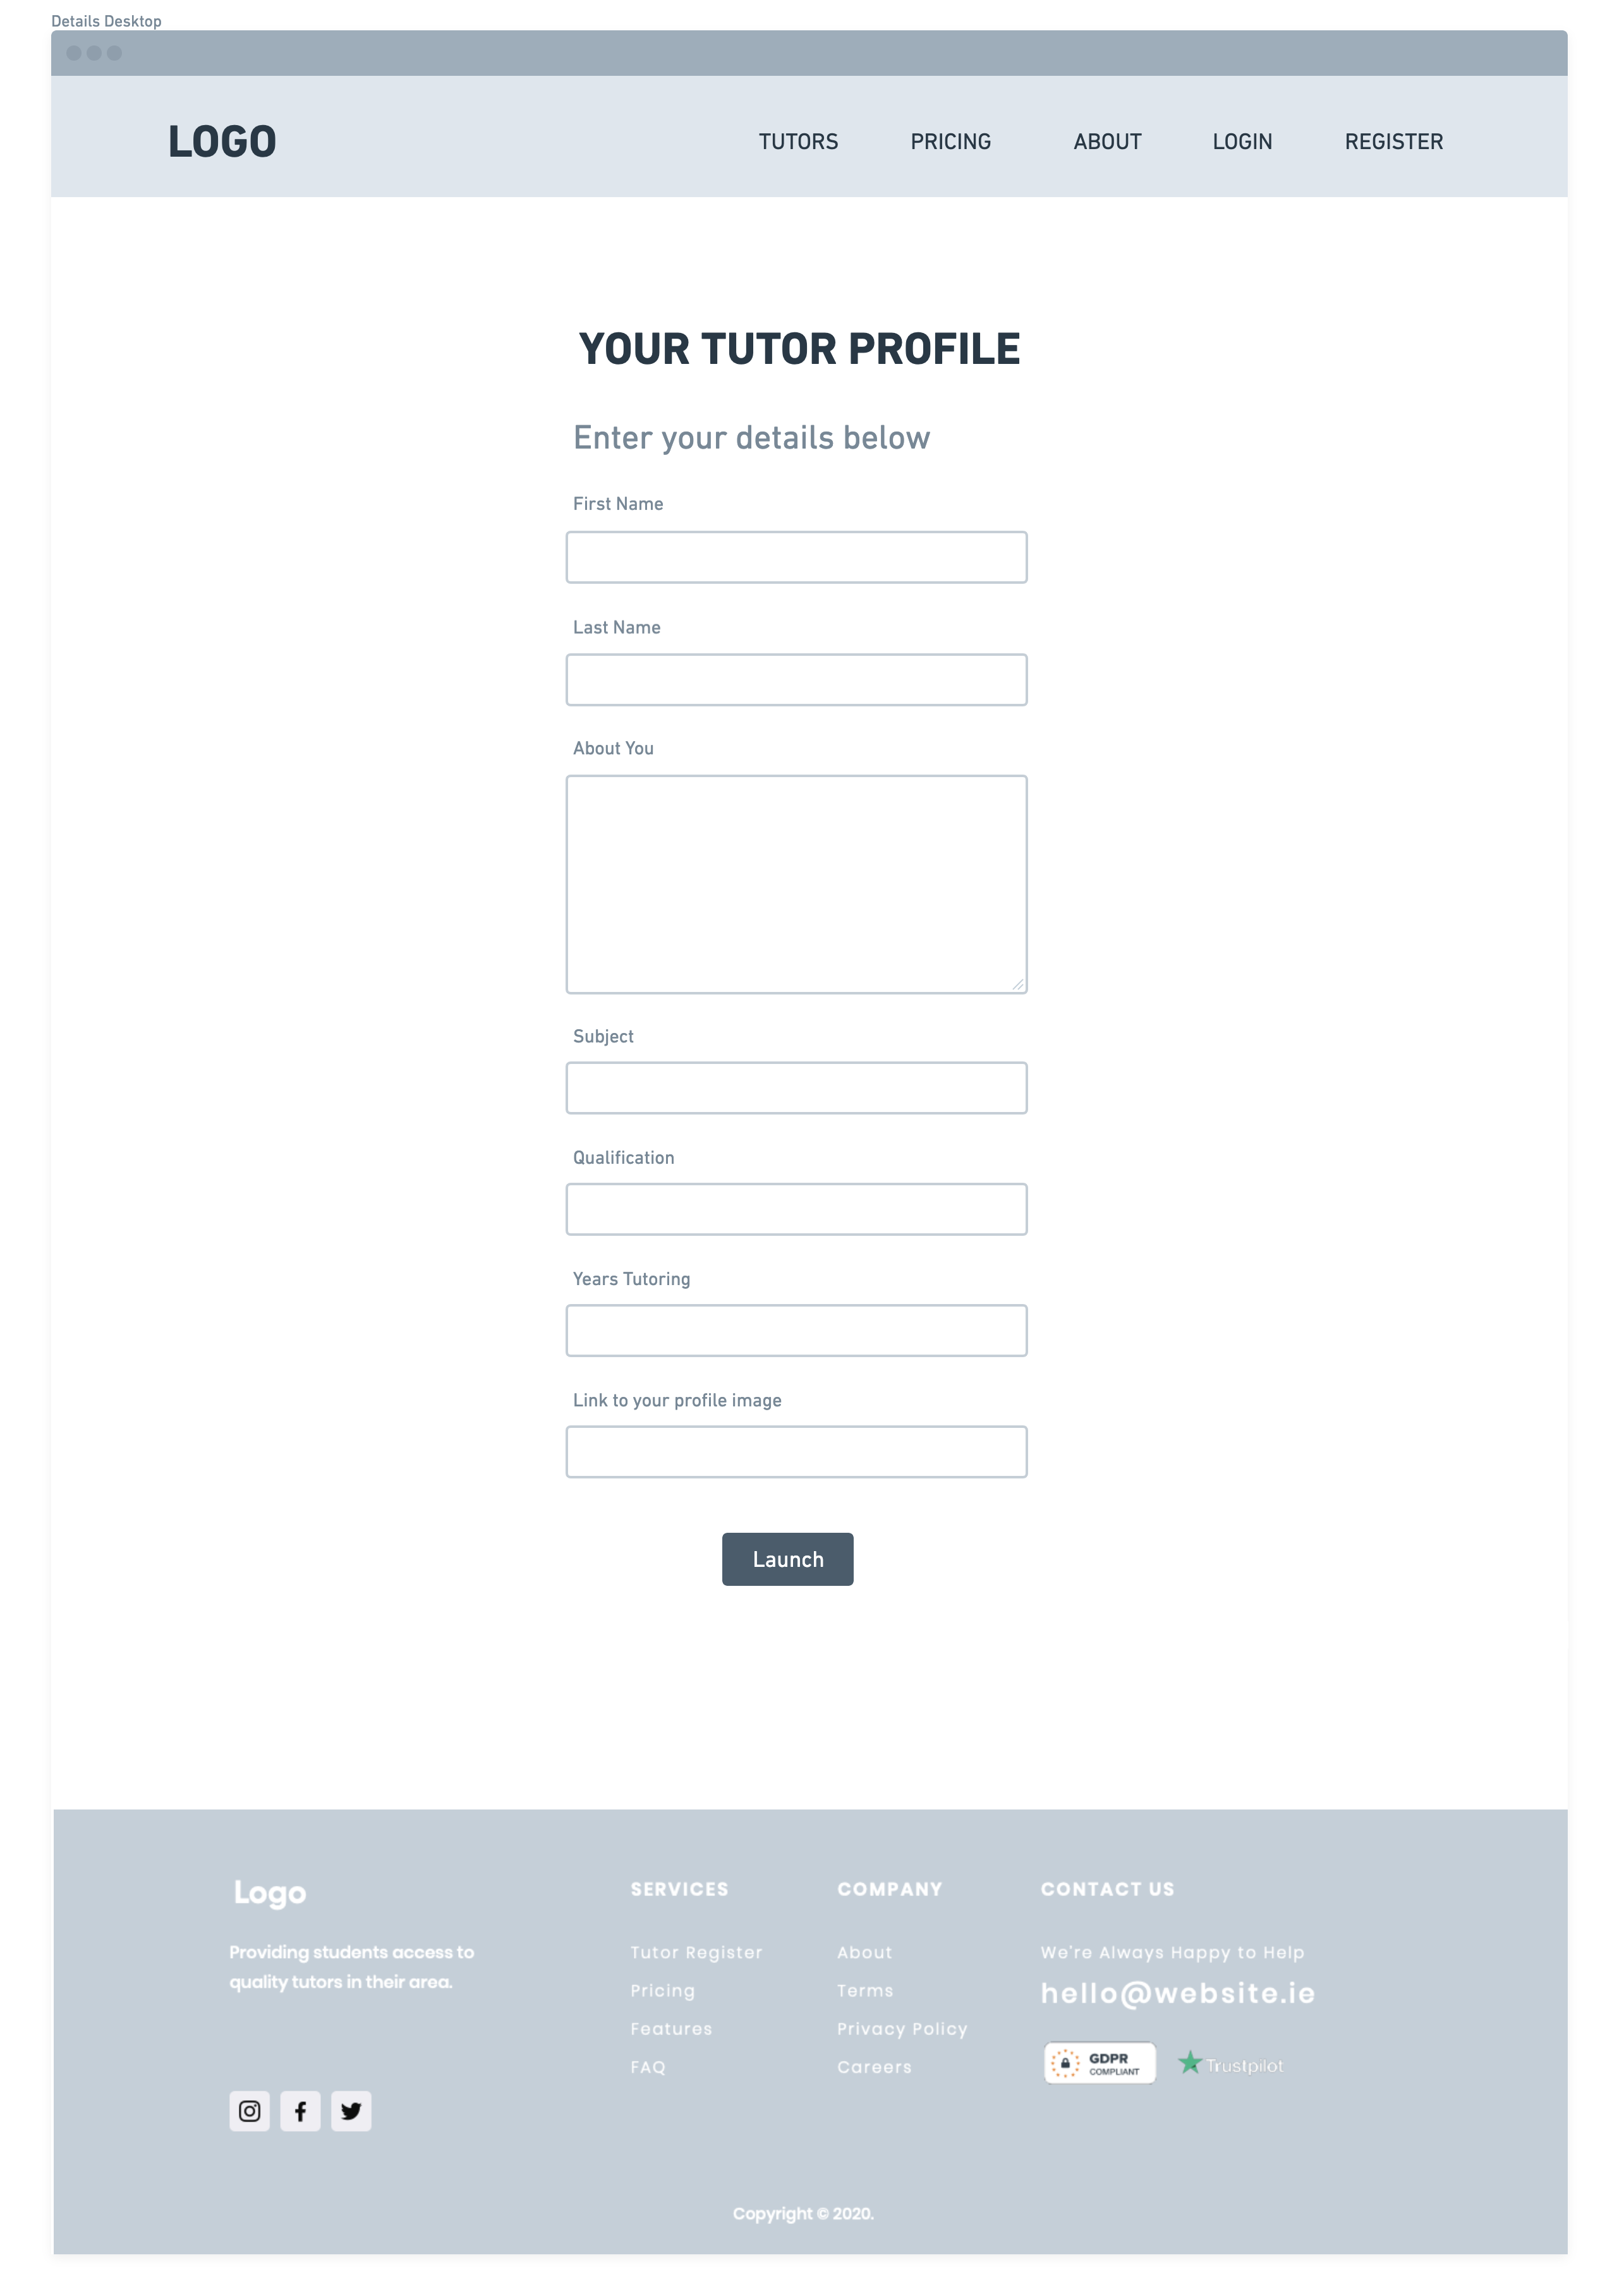 Details Desktop
LOGO
TUTORS
PRICING
ABOUT
LOGIN
REGISTER
YOUR TUTOR PROFILE
Enter your details below
First Name
Last Name
About You
Subject
Qualification
Years Tutoring
Link to your profile image
Launch
Logo
Providing students access to
quality tutors in their area.
SERVICES
Tutor Register
Pricing
Features
FAQ
COMPANY
About
Terms
Privacy Policy
Careers
CONTACT US
We're Always Happy to Help
hello@website.ie
GDPR
COMPLIANT
Trustpilot
Copyright © 2020.